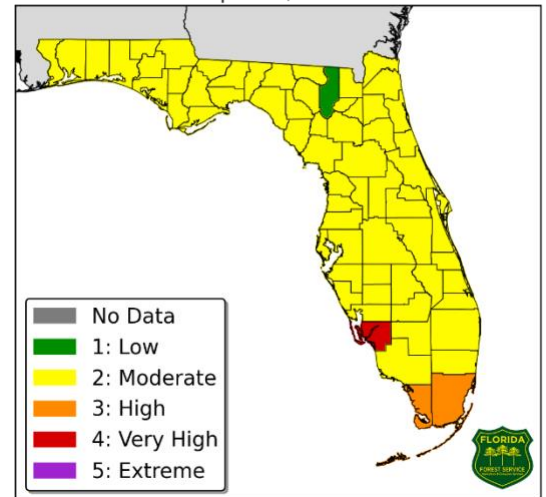 No Data
1: Low
2: Moderate
3: High
4: Very High
5: Extreme
FLORIDA
FOREST SERVICE